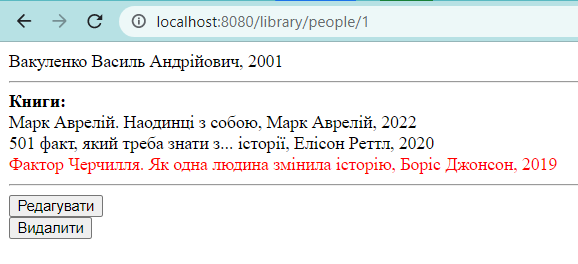 localhost:8080/library/people/1
Вакуленко Василь Андрійович, 2001
Книги:
Марк Аврелій. Наодинці з собою, Марк Аврелій, 2022
501 факт, який треба знати з... історії, Елісон Реттл, 2020
Фактор Черчилля. Як одна людина змінила історію, Боріс Джонсон, 2019
Редагувати
Видалити